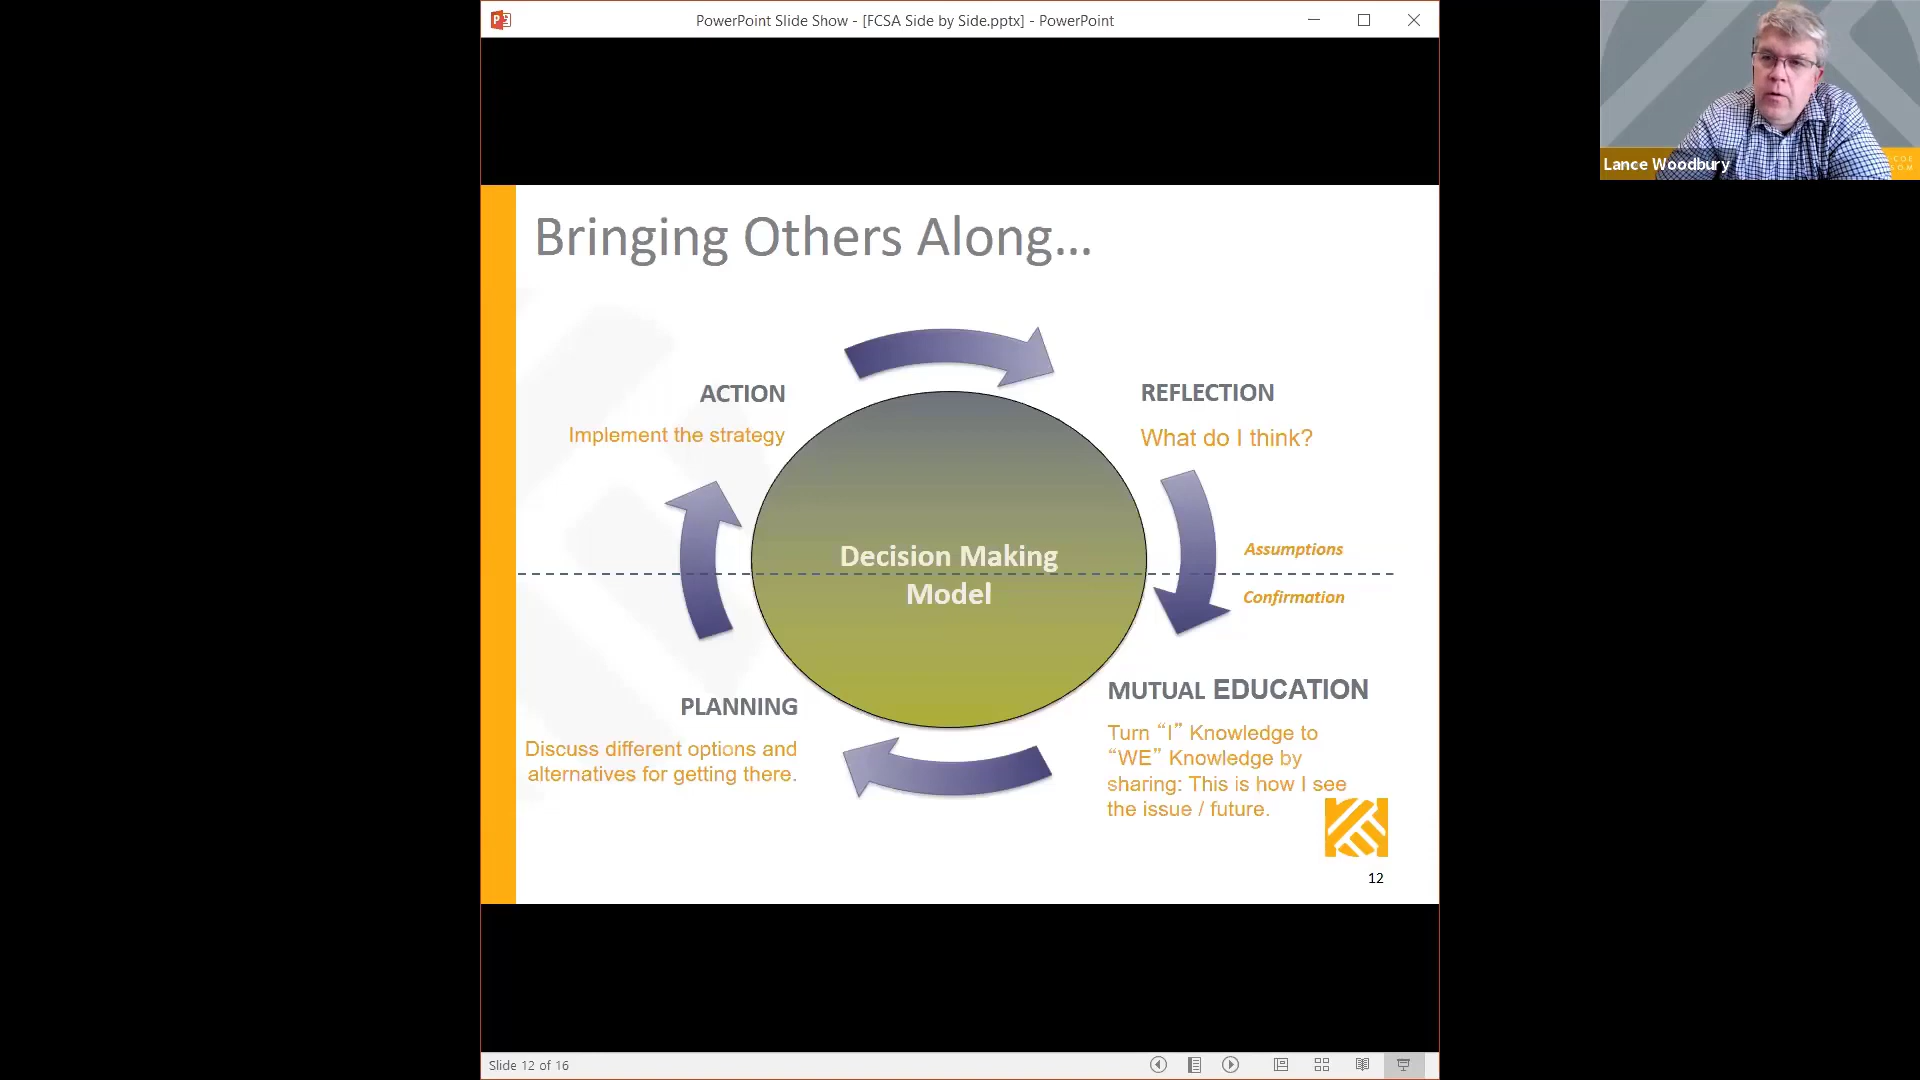 PowerPoint Slide Show - [FCSA Side by Side.pptx] - PowerPoint
Lance Woodbury
Bringing Others Along...
ACTION
Implement the strategy
REFLECTION
What do I think?
Assumptions
Decision Making
Model
Confirmation
MUTUAL EDUCATION
Turn “I” Knowledge to
“WE” Knowledge by
sharing: This is how I see
the issue / future.
PLANNING
Discuss different options and
alternatives for getting there.
12
Slide 12 of 16